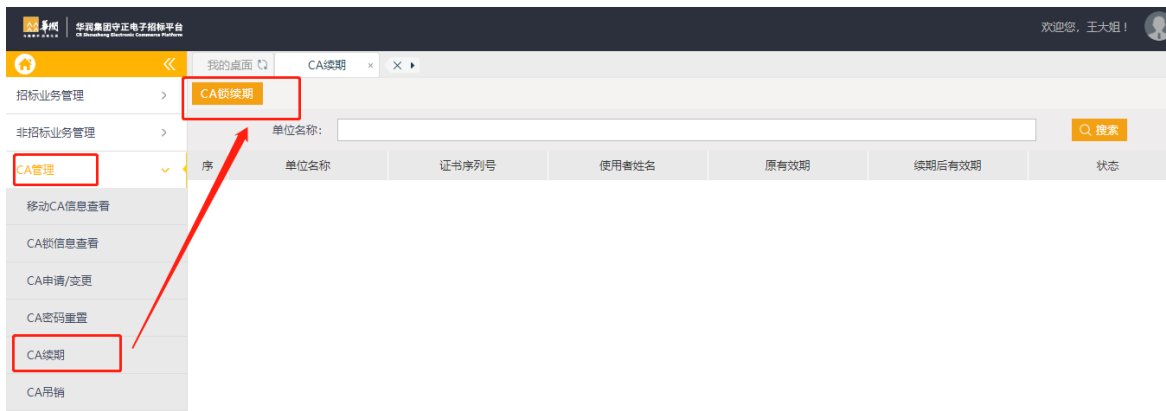 华润集团守正电子招标平台
CR Shouzheng Electronic Commerce Platform
欢迎您，王大姐！
我的桌面
CA续期
招标业务管理
CA锁续期
非招标业务管理
单位名称：
搜索
CA管理
序
单位名称
证书序列号
使用者姓名
原有效期
续期后有效期
状态
移动CA信息查看
CA锁信息查看
CA申请/变更
CA密码重置
CA续期
CA吊销